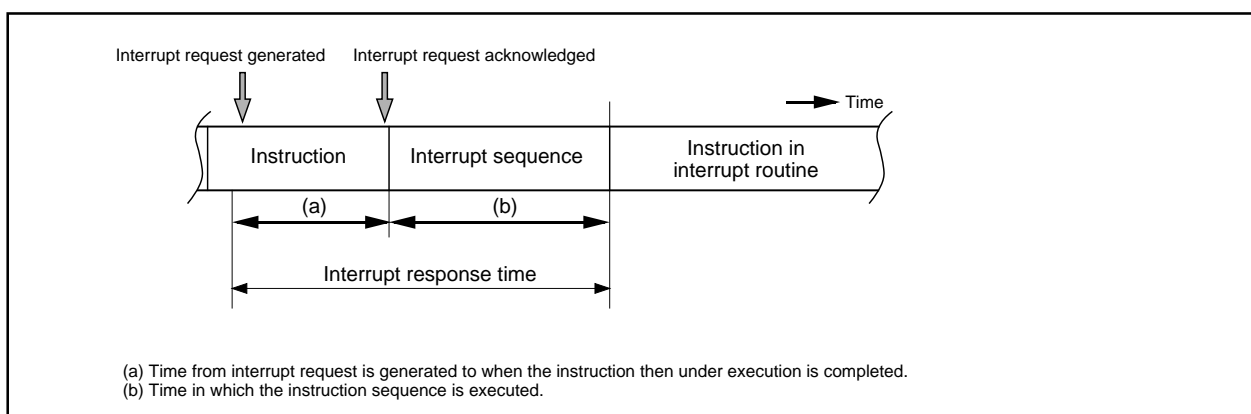 Interrupt request generated
Interrupt request acknowledged
Time
Instruction
Interrupt sequence
Instruction in
interrupt routine
(a)
(b)
Interrupt response time
(a) Time from interrupt request is generated to when the instruction then under execution is completed.
(b) Time in which the instruction sequence is executed.